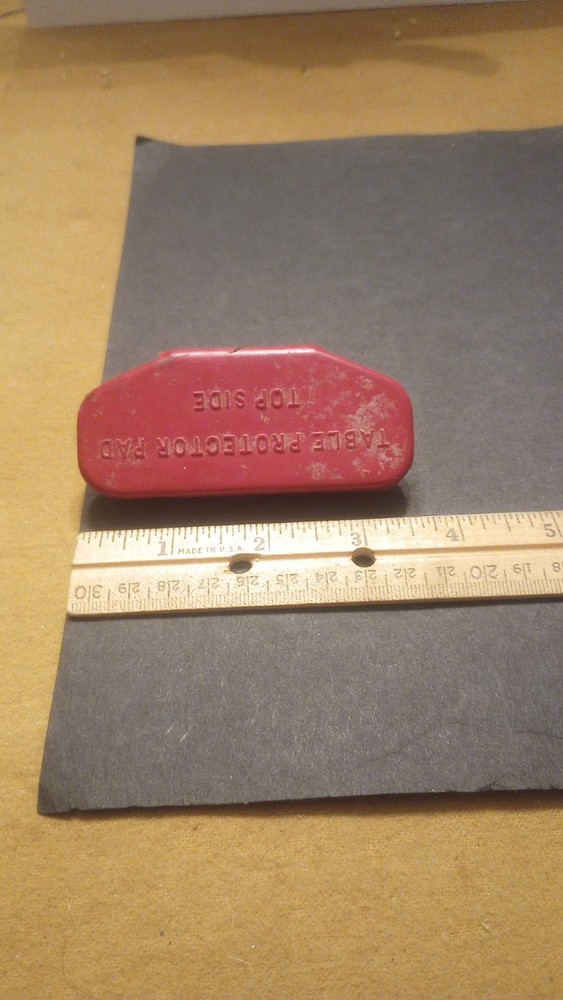 TABLE PROTECTOR PAD
TOP SIDE
1 MADE IN U.S.A. 2 3 4 5
30 29 28 27 26 25 24 23 22 21 20 19 18